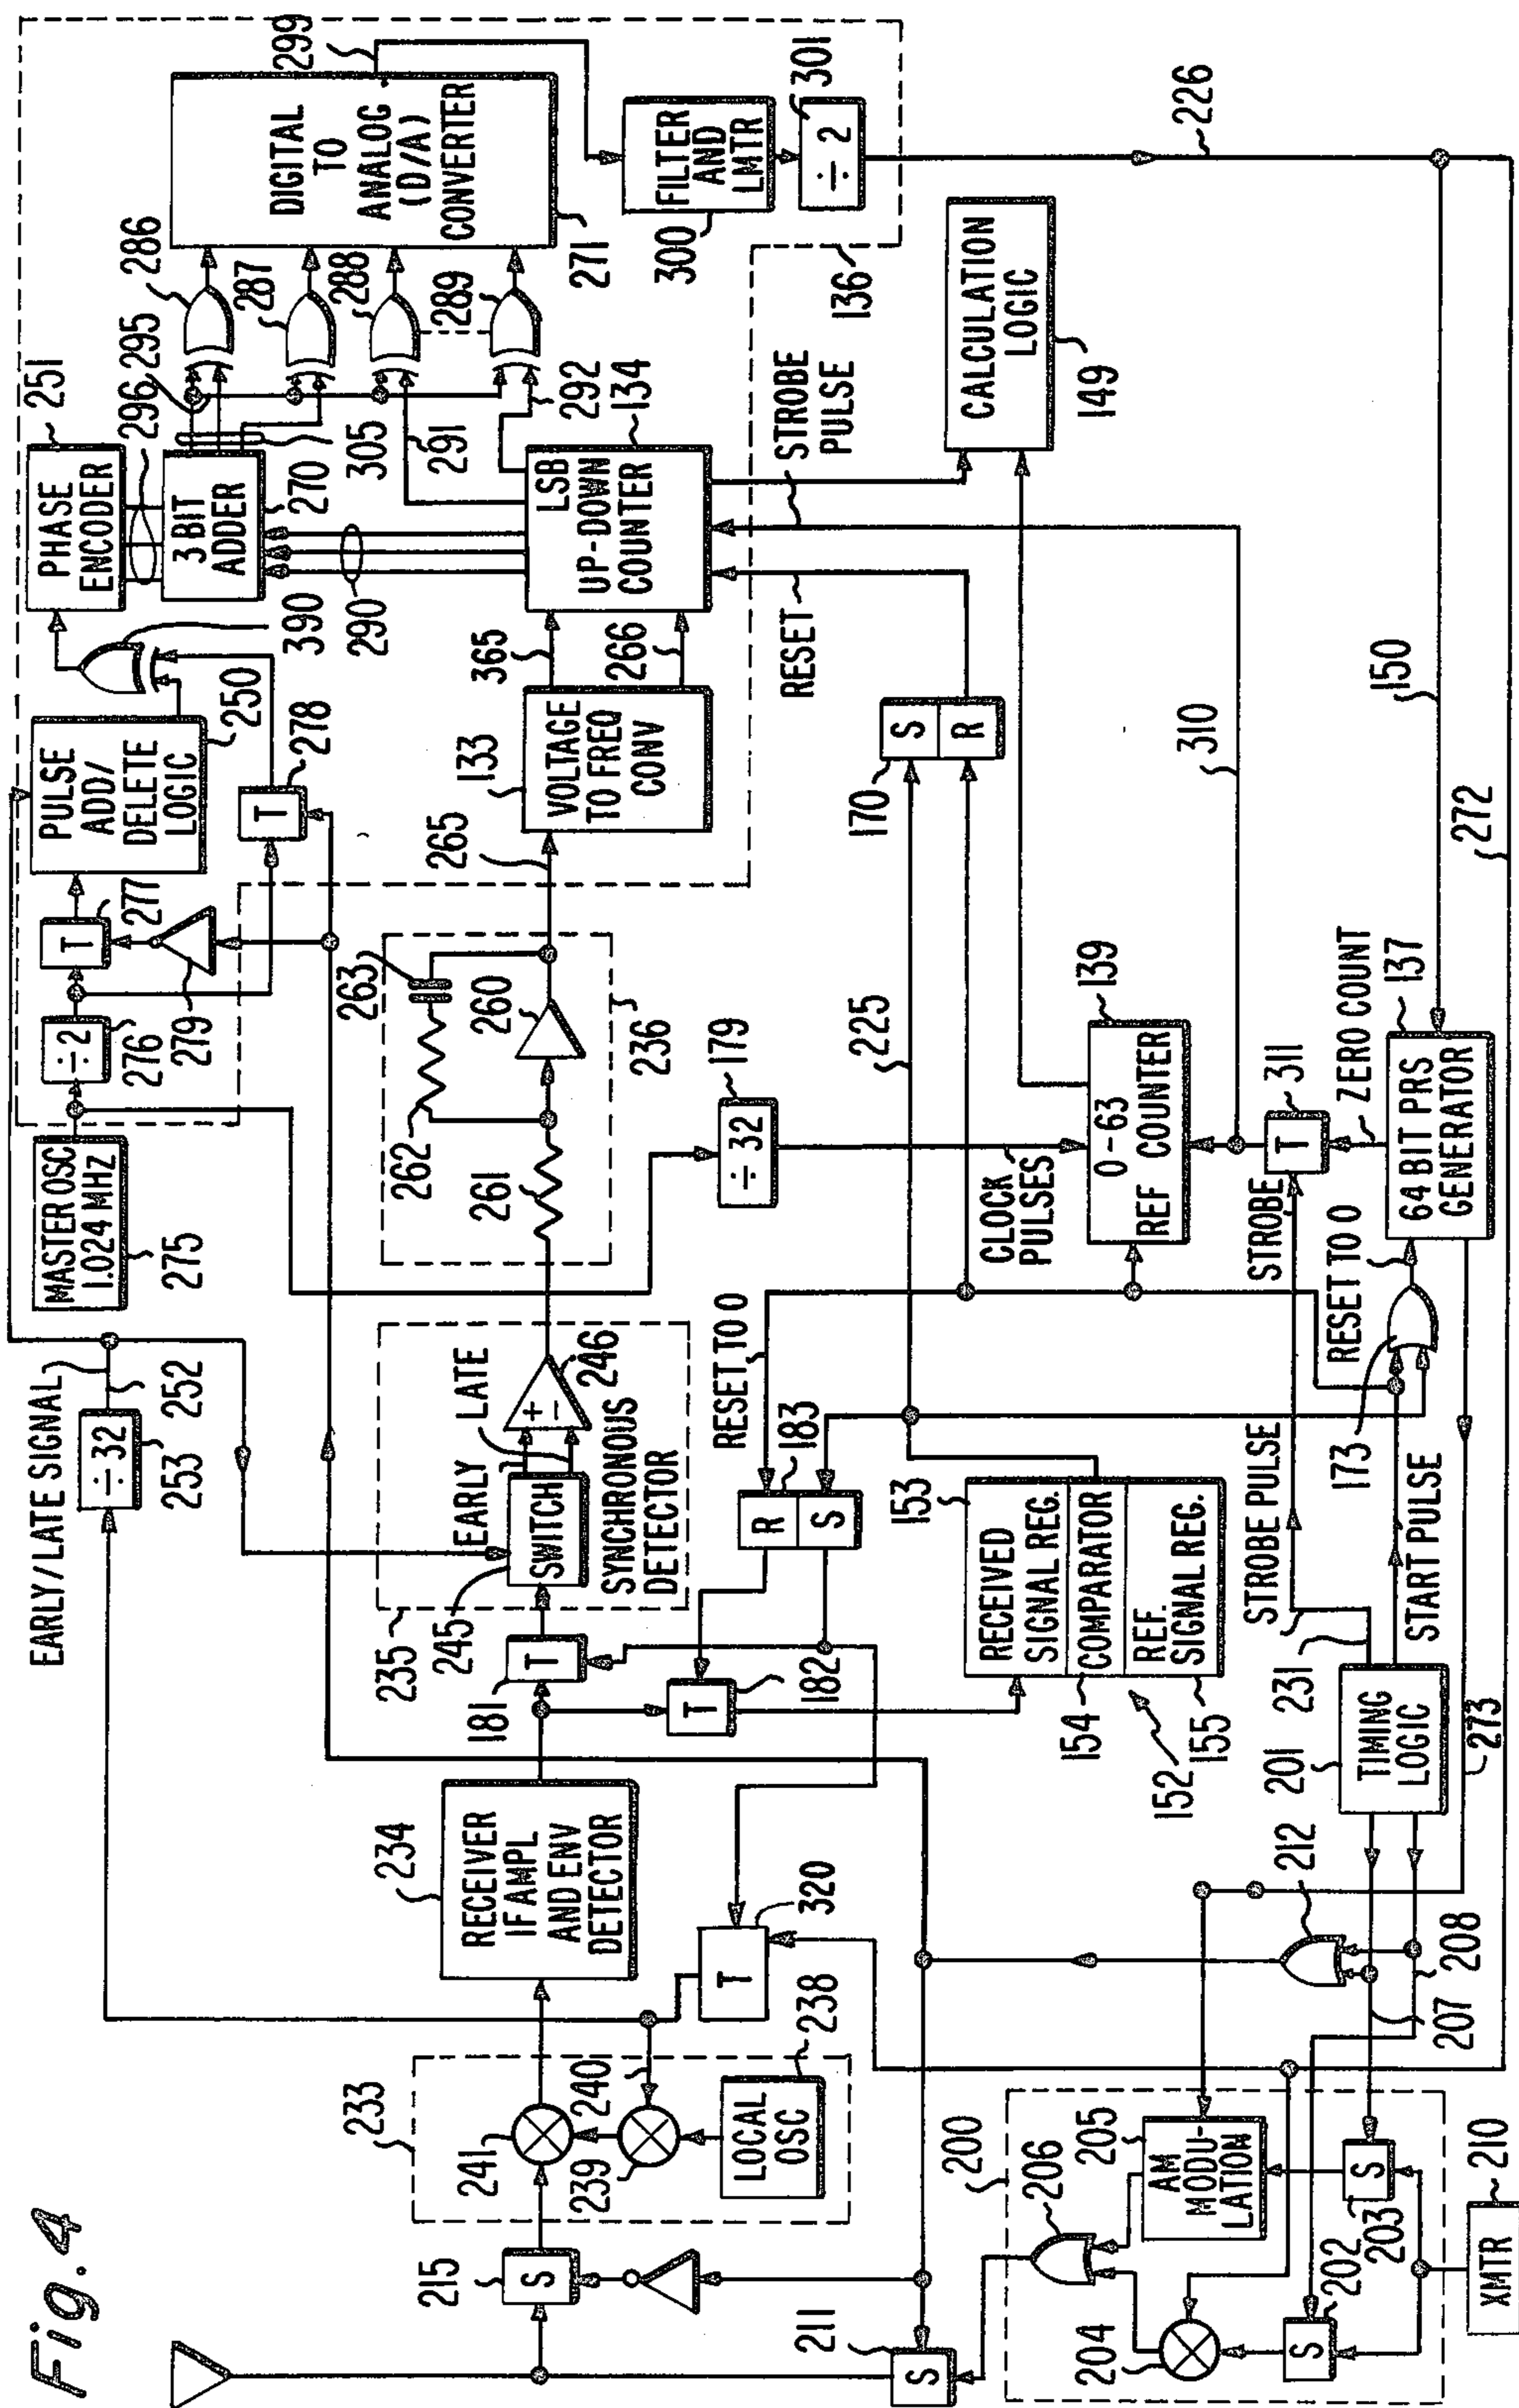 Fig. 4
EARLY/LATE SIGNAL
÷ 32
253
252
MASTER OSC
1.024 MHZ
275
÷ 2
276
279
T
277
PULSE
ADD/
DELETE
LOGIC
250
T
278
390
PHASE
ENCODER
251
296
295
3 BIT
ADDER
270
305
290
291
292
286
287
288
289
DIGITAL
TO
ANALOG
(D/A)
CONVERTER
271
299
FILTER
AND
LMTR
300
÷ 2
301
136
226
LSB
UP-DOWN
COUNTER
134
365
266
VOLTAGE
TO FREQ
CONV
133
265
263
262
260
261
236
÷ 32
179
CLOCK
PULSES
EARLY
LATE
SWITCH
+
−
246
SYNCHRONOUS
DETECTOR
235
245
T
181
T
182
RESET TO 0
R
S
183
RECEIVED
SIGNAL REG.
COMPARATOR
REF.
SIGNAL REG.
153
154
155
152
225
170
S
R
RESET
STROBE
PULSE
CALCULATION
LOGIC
149
0-63
REF COUNTER
139
310
T
311
STROBE
ZERO COUNT
64 BIT PRS
GENERATOR
137
150
272
RESET TO 0
173
STROBE PULSE
START PULSE
TIMING
LOGIC
201
231
273
212
208
207
RECEIVER
IF AMPL
AND ENV
DETECTOR
234
T
320
233
241
240
239
LOCAL
OSC
238
S
215
211
S
200
206
AM
MODU-
LATION
205
204
S
202
S
203
XMTR
210